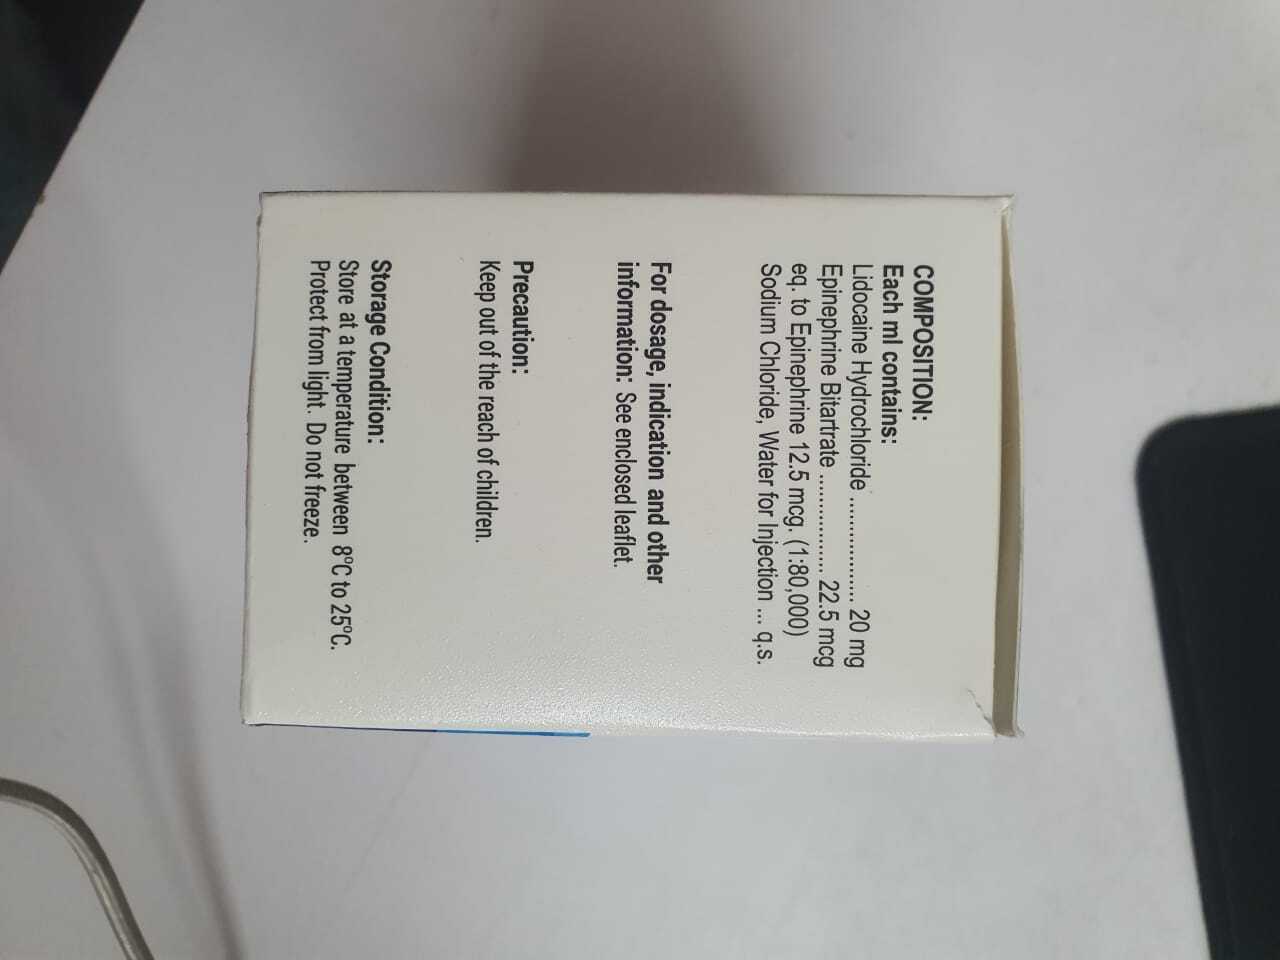 COMPOSITION:
Each ml contains:
Lidocaine Hydrochloride .................. 20 mg
Epinephrine Bitartrate ................ 22.5 mcg
eq. to Epinephrine 12.5 mcg. (1:80,000)
Sodium Chloride, Water for Injection ... q.s.
For dosage, indication and other
information: See enclosed leaflet.
Precaution:
Keep out of the reach of children.
Storage Condition:
Store at a temperature between 8°C to 25°C.
Protect from light. Do not freeze.